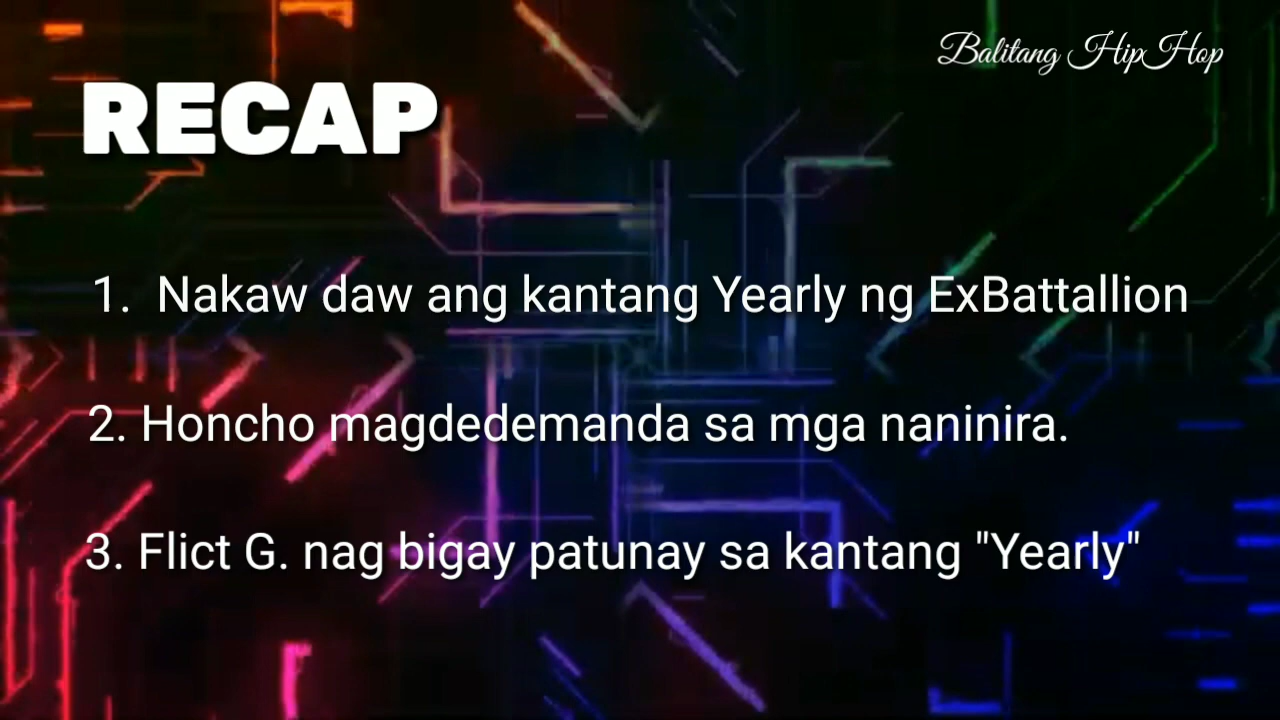 Balitang HipHop
RECAP
1. Nakaw daw ang kantang Yearly ng ExBattallion
2. Honcho magdedemanda sa mga naninira.
3. Flict G. nag bigay patunay sa kantang "Yearly"